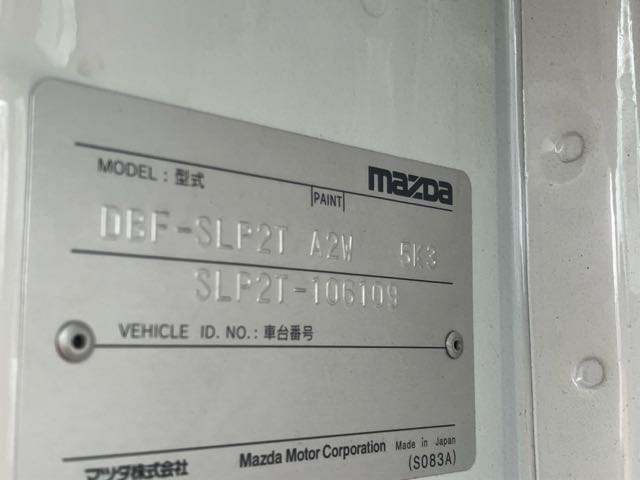 MODEL : 型式 mazda
PAINT
DBF-SLP2T A2W 5K3
SLP2T-106109
VEHICLE ID. NO.: 車台番号
マツダ株式会社 Mazda Motor Corporation Made in Japan
(S083A)